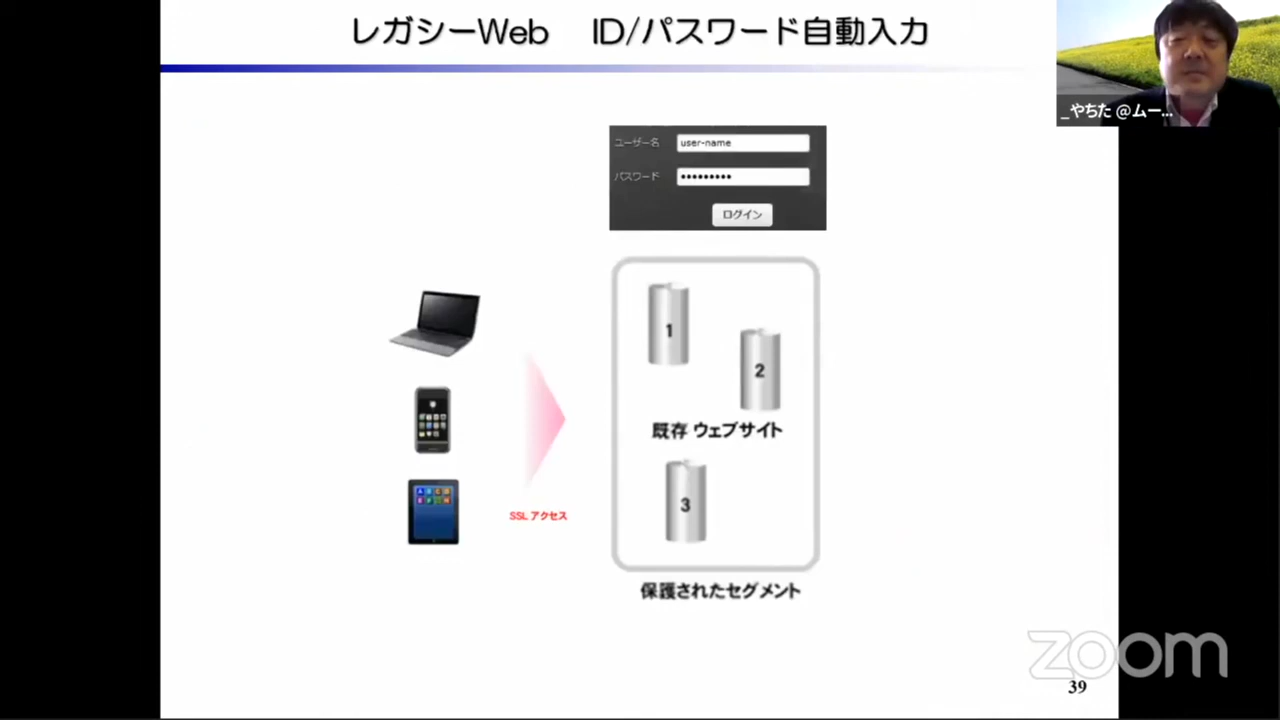 レガシーWeb ID/パスワード自動入力
_やちた @ムー...
ユーザー名 user-name
パスワード •••••••••
ログイン
1
2
既存 ウェブサイト
3
SSL アクセス
保護されたセグメント
zoom
39